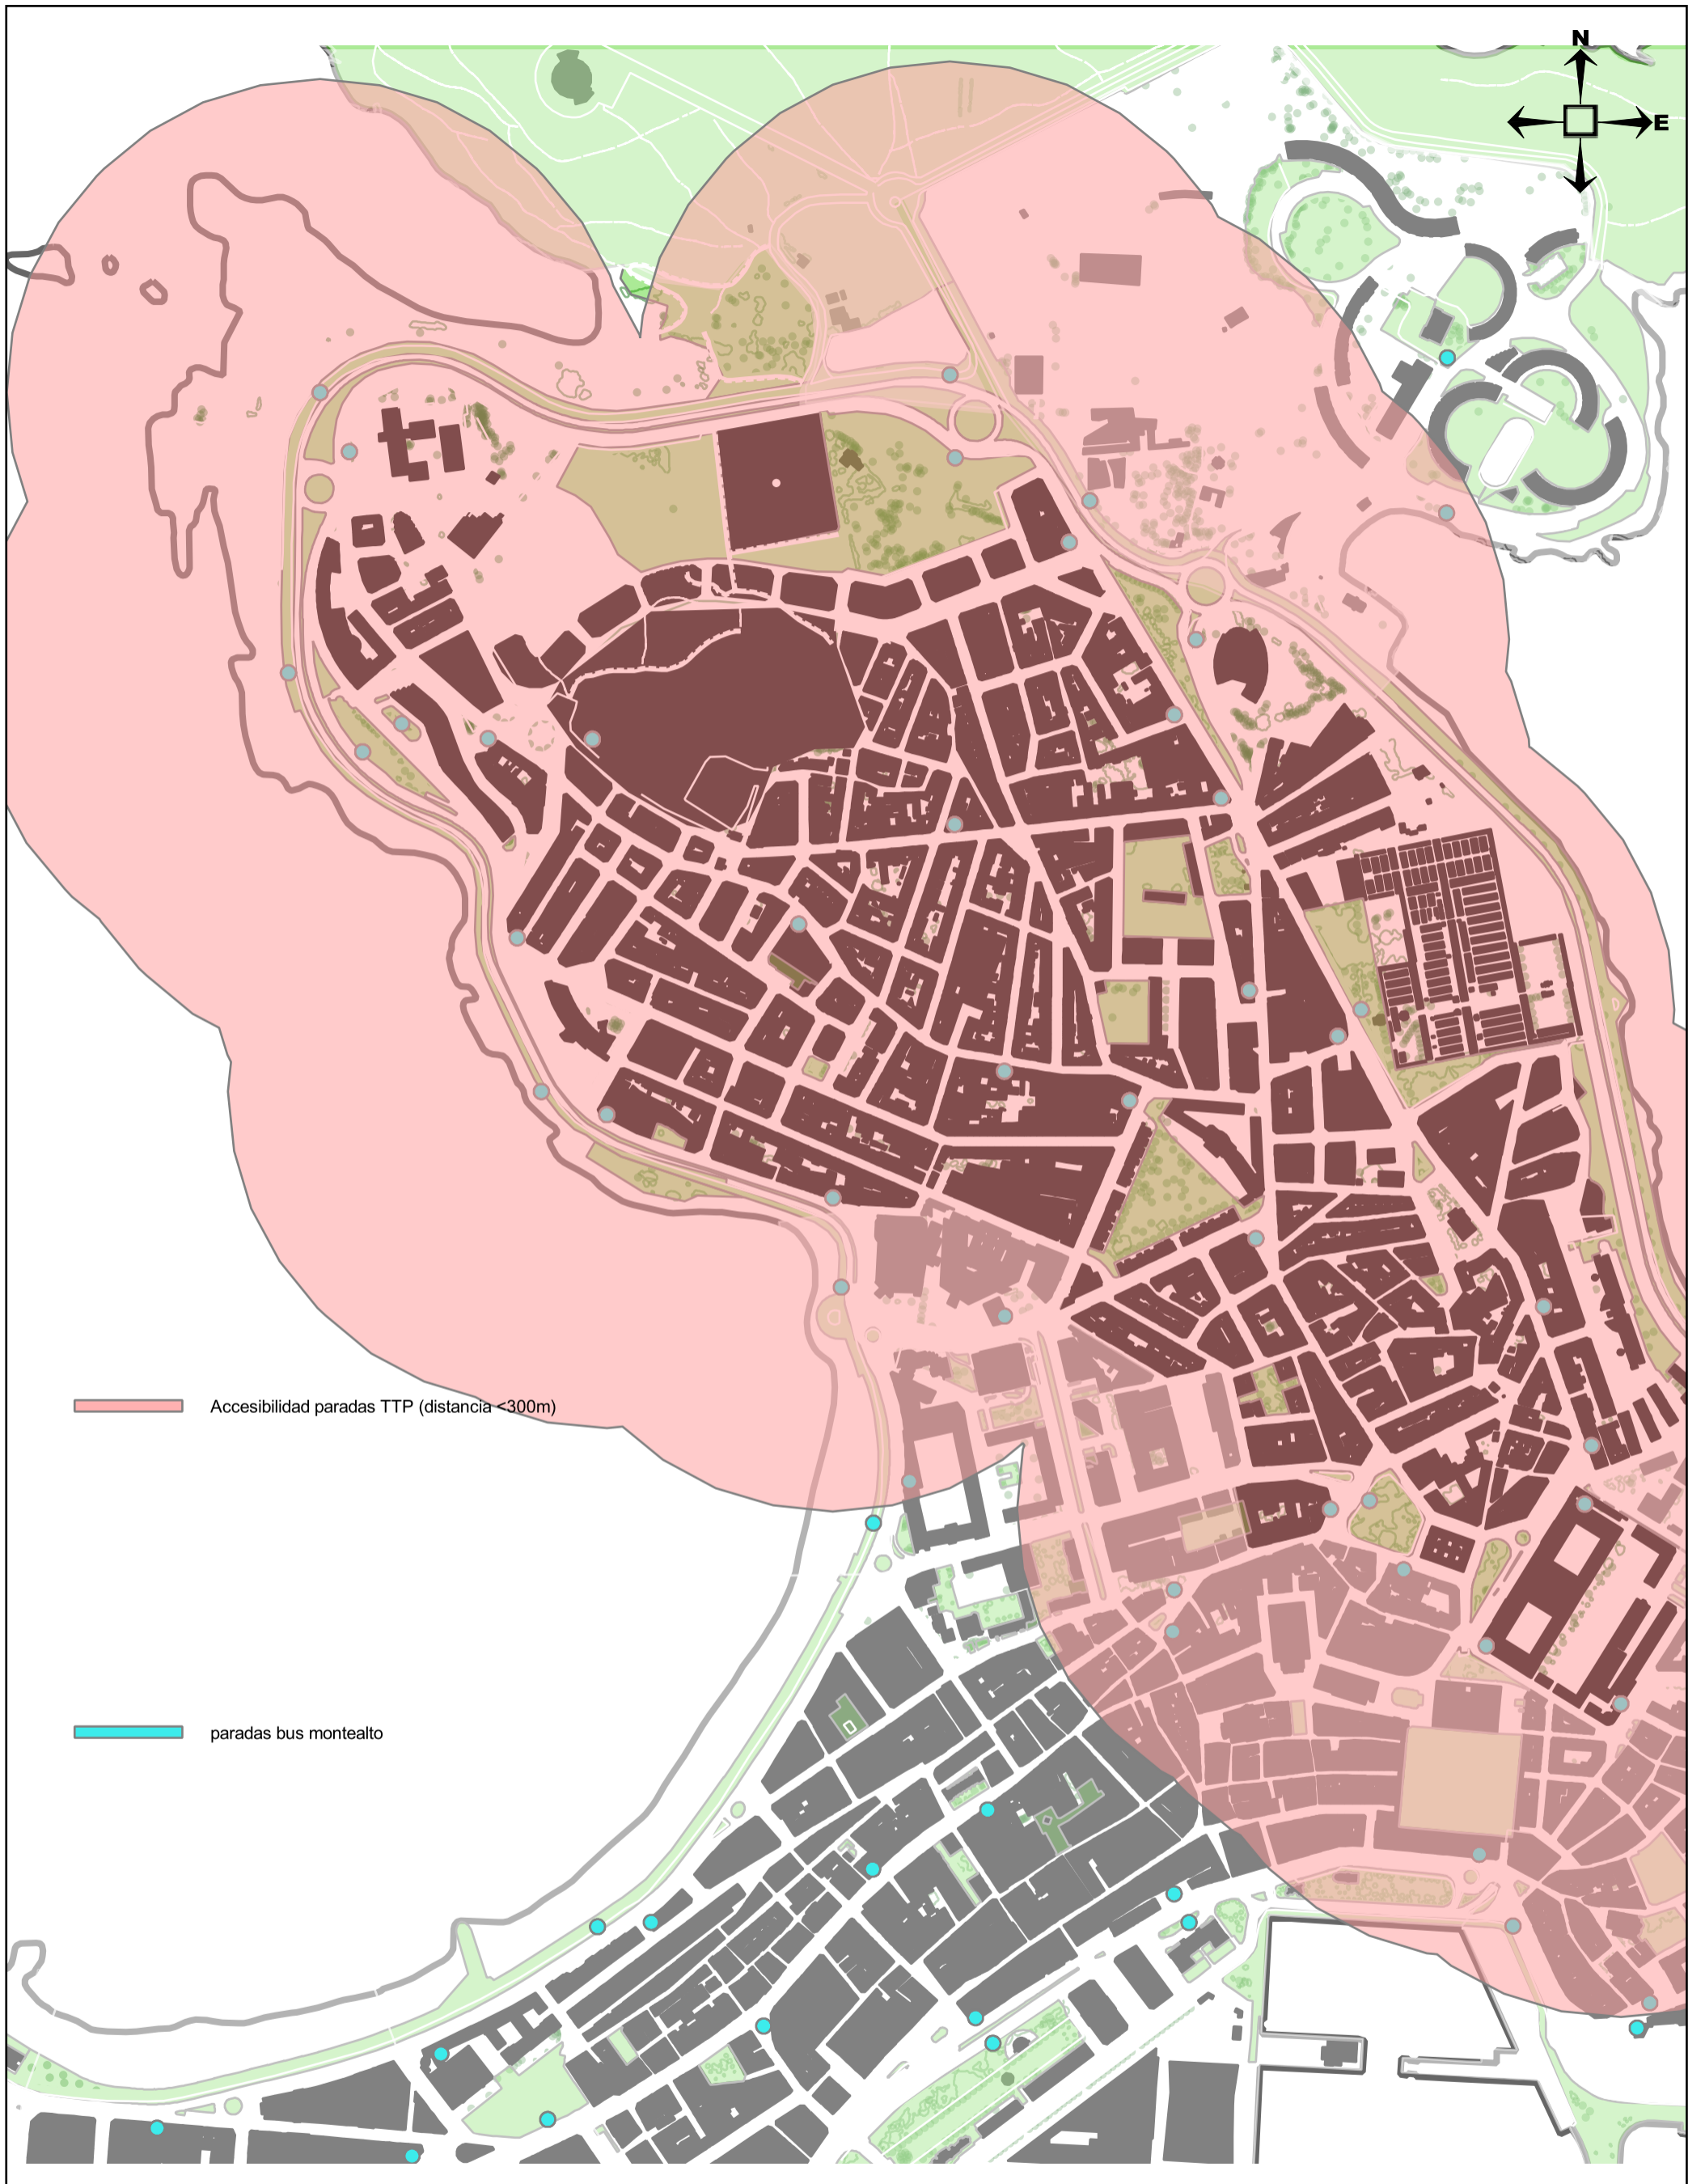 N
E
Accesibilidad paradas TTP (distancia <300m)
paradas bus montealto